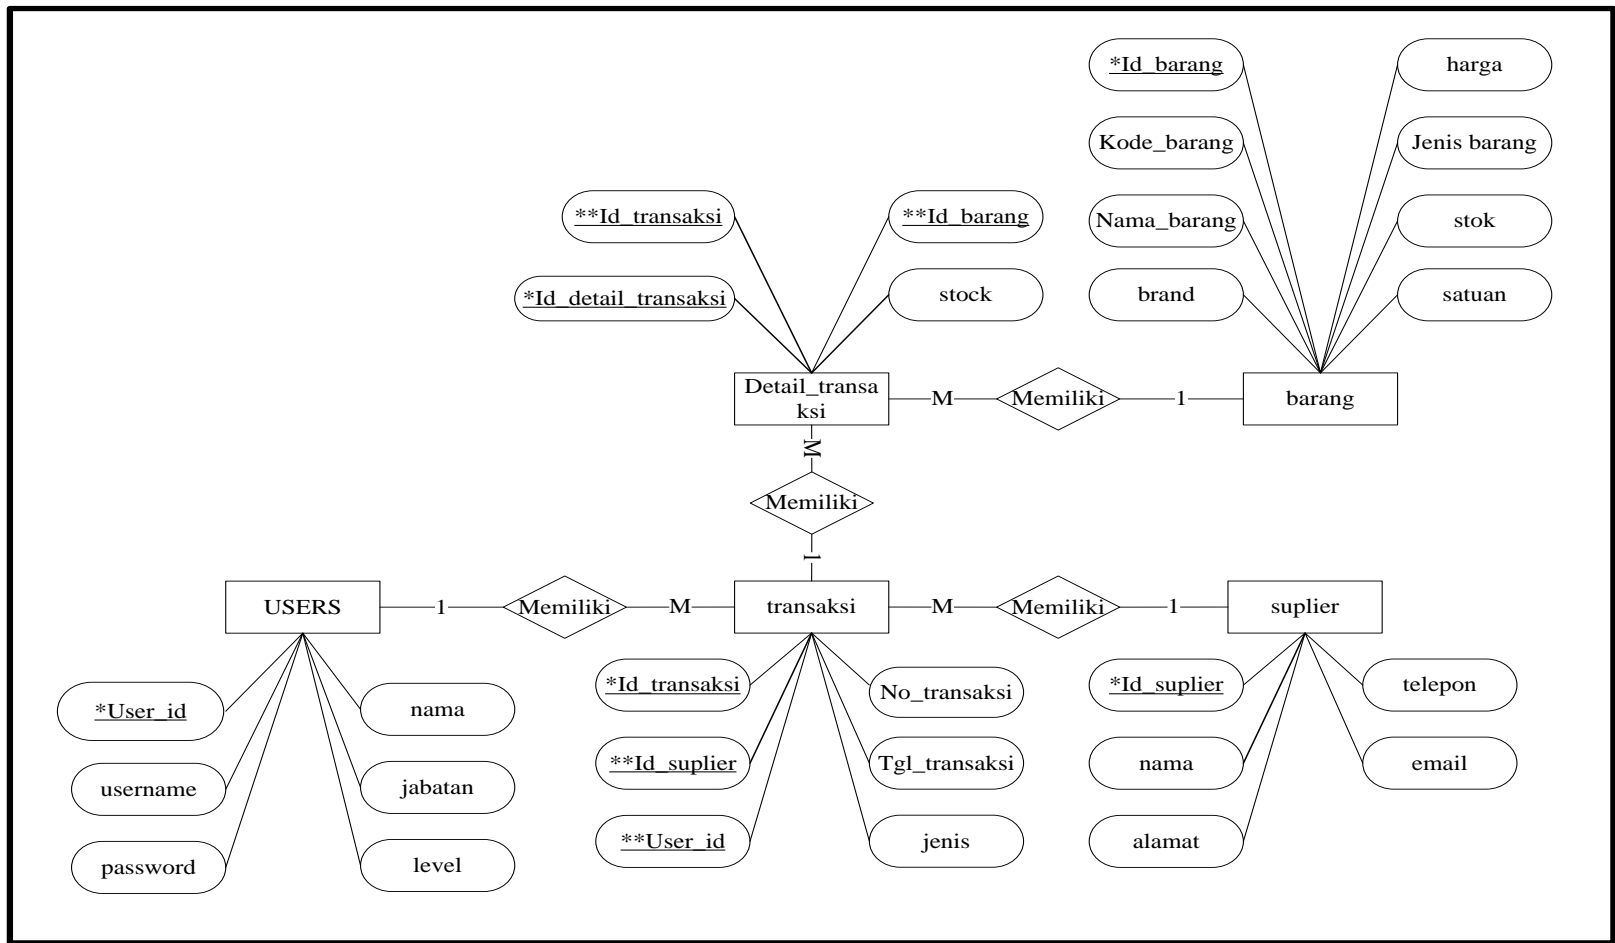 *Id_barang
harga
Kode_barang
Jenis barang
**Id_transaksi
**Id_barang
Nama_barang
stok
*Id_detail_transaksi
stock
brand
satuan
Detail_transa
ksi
M
Memiliki
1
barang
M
Memiliki
1
USERS
1
Memiliki
M
transaksi
M
Memiliki
1
suplier
*User_id
nama
*Id_transaksi
No_transaksi
*Id_suplier
telepon
username
jabatan
**Id_suplier
Tgl_transaksi
nama
email
password
level
**User_id
jenis
alamat